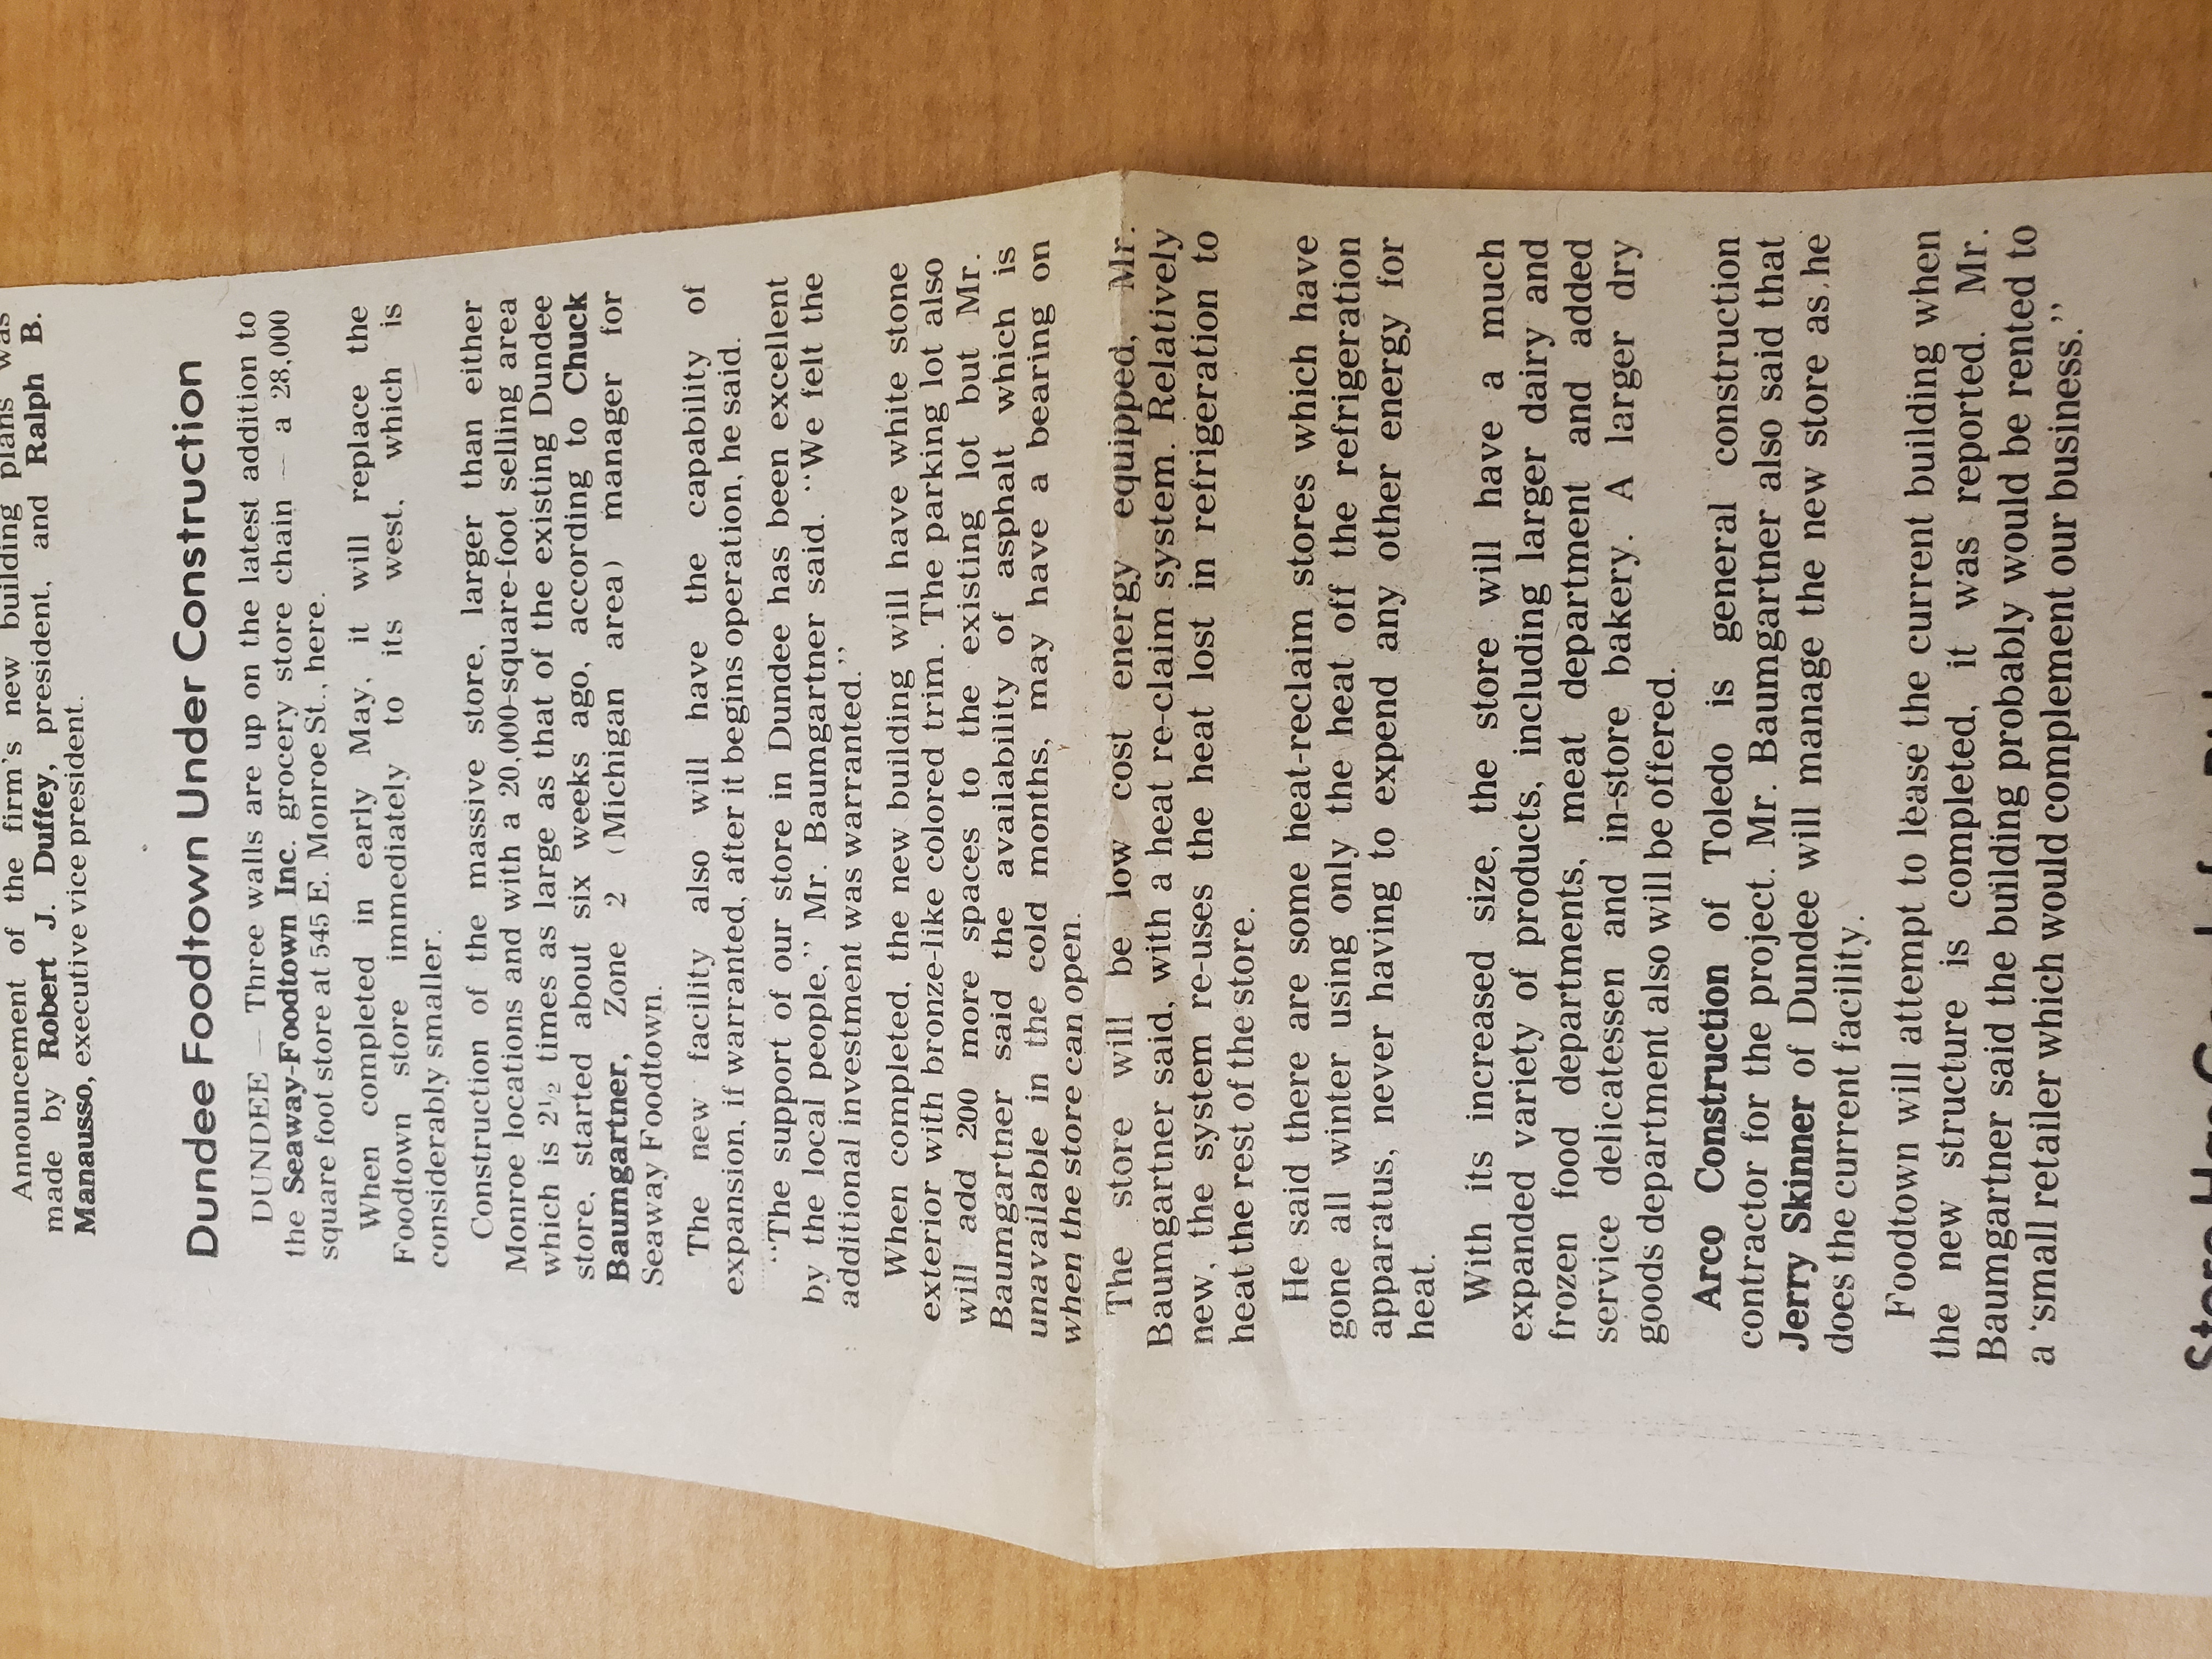 Announcement of the firm's new building plans was
made by Robert J. Duffey, president, and Ralph B.
Manausso, executive vice president.
Dundee Foodtown Under Construction
DUNDEE — Three walls are up on the latest addition to
the Seaway-Foodtown Inc. grocery store chain — a 28,000
square foot store at 545 E. Monroe St., here.
When completed in early May, it will replace the
Foodtown store immediately to its west, which is
considerably smaller.
Construction of the massive store, larger than either
Monroe locations and with a 20,000-square-foot selling area
which is 2½ times as large as that of the existing Dundee
store, started about six weeks ago, according to Chuck
Baumgartner, Zone 2 (Michigan area) manager for
Seaway Foodtown.
The new facility also will have the capability of
expansion, if warranted, after it begins operation, he said.
"The support of our store in Dundee has been excellent
by the local people," Mr. Baumgartner said. "We felt the
additional investment was warranted."
When completed, the new building will have white stone
exterior with bronze-like colored trim. The parking lot also
will add 200 more spaces to the existing lot but Mr.
Baumgartner said the availability of asphalt which is
unavailable in the cold months, may have a bearing on
when the store can open.
The store will be low cost energy equipped, Mr.
Baumgartner said, with a heat re-claim system. Relatively
new, the system re-uses the heat lost in refrigeration to
heat the rest of the store.
He said there are some heat-reclaim stores which have
gone all winter using only the heat off the refrigeration
apparatus, never having to expend any other energy for
heat.
With its increased size, the store will have a much
expanded variety of products, including larger dairy and
frozen food departments, meat department and added
service delicatessen and in-store bakery. A larger dry
goods department also will be offered.
Arco Construction of Toledo is general construction
contractor for the project. Mr. Baumgartner also said that
Jerry Skinner of Dundee will manage the new store as he
does the current facility.
Foodtown will attempt to lease the current building when
the new structure is completed, it was reported. Mr.
Baumgartner said the building probably would be rented to
a 'small retailer which would complement our business."